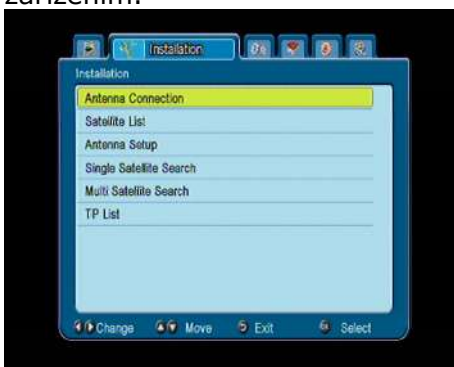 zařízením.
Installation
Installation
Antenna Connection
Satellite List
Antenna Setup
Single Satellite Search
Multi Satellite Search
TP List
Change Move Exit Select